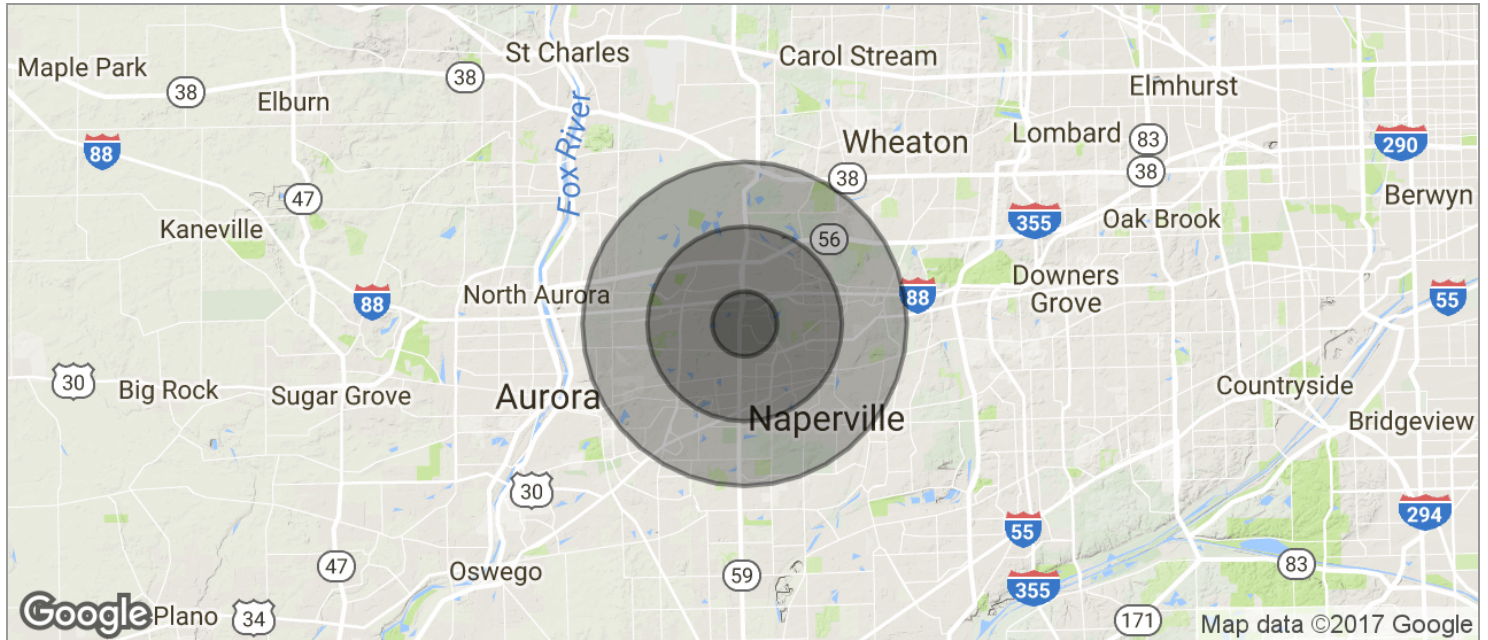 St Charles
Carol Stream
Maple Park
38
38
Elburn
Elmhurst
Fox River
Wheaton
Lombard
83
88
290
38
38
47
Berwyn
Kaneville
355
Oak Brook
56
North Aurora
88
88
Downers
Grove
55
30
Big Rock
Sugar Grove
Aurora
Countryside
Naperville
Bridgeview
30
294
55
47
Oswego
59
83
355
Google
Plano
34
171
Map data ©2017 Google